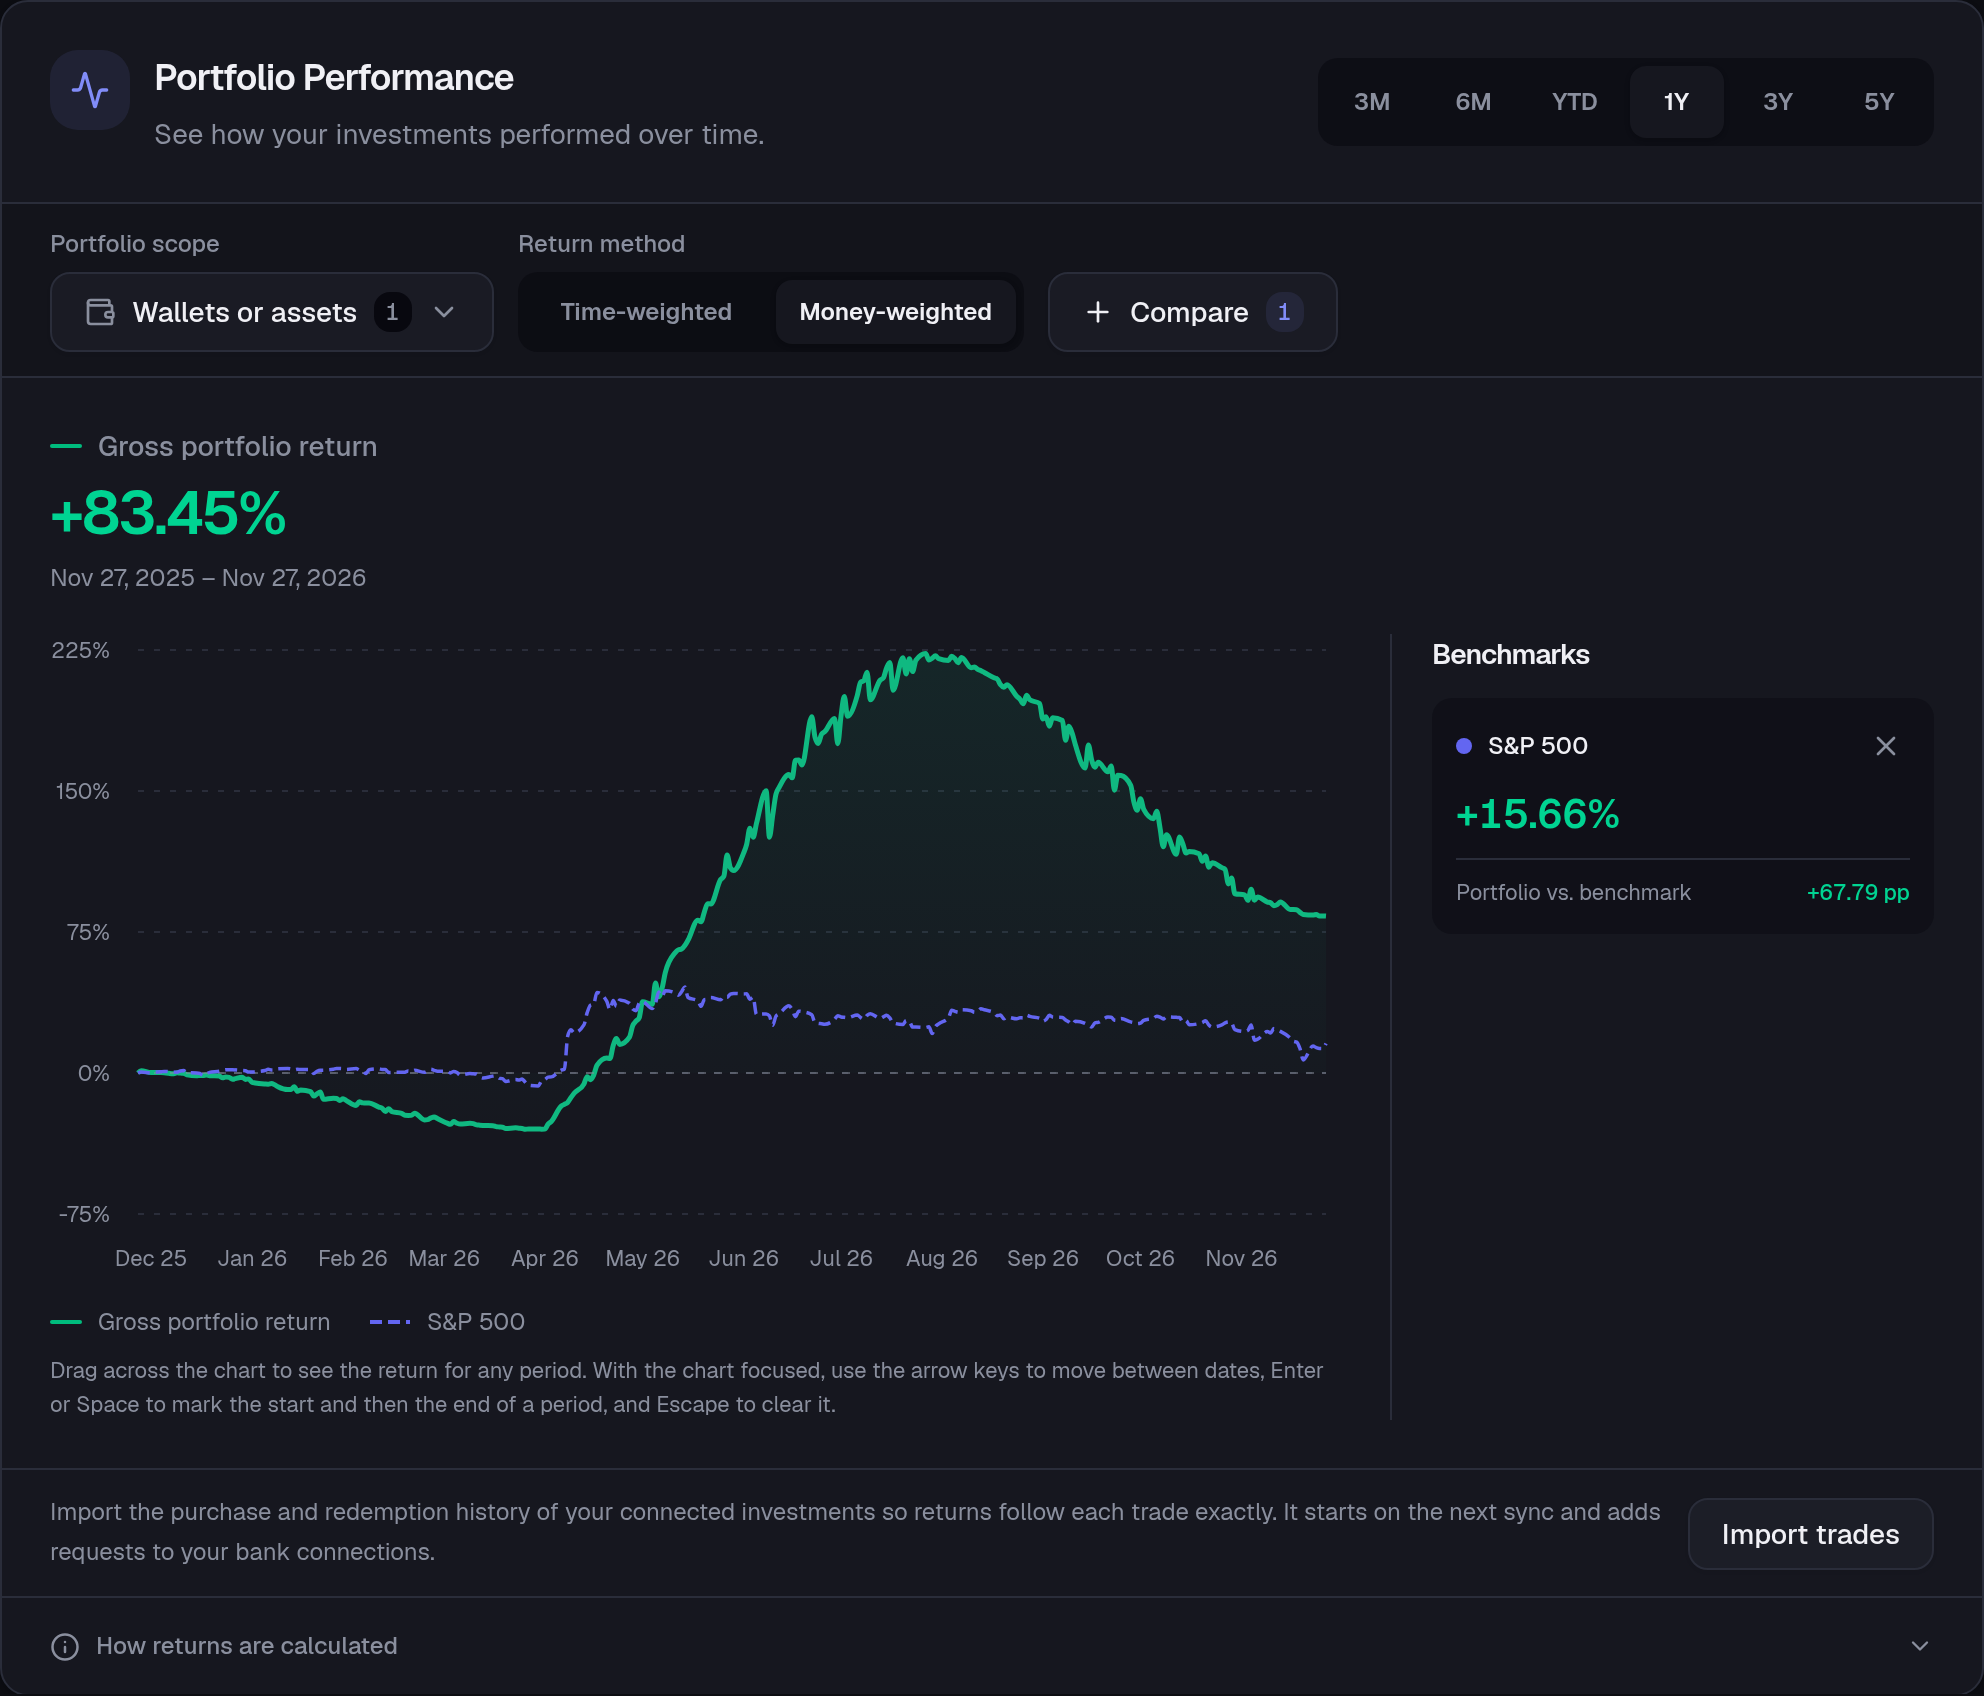 Portfolio Performance
See how your investments performed over time.
3M 6M YTD 1Y 3Y 5Y
Portfolio scope
Wallets or assets 1
Return method
Time-weighted Money-weighted
Compare 1
Gross portfolio return
+83.45%
Nov 27, 2025 – Nov 27, 2026
225%
150%
75%
0%
-75%
Dec 25 Jan 26 Feb 26 Mar 26 Apr 26 May 26 Jun 26 Jul 26 Aug 26 Sep 26 Oct 26 Nov 26
Gross portfolio return S&P 500
Drag across the chart to see the return for any period. With the chart focused, use the arrow keys to move between dates, Enter
or Space to mark the start and then the end of a period, and Escape to clear it.
Benchmarks
S&P 500
+15.66%
Portfolio vs. benchmark +67.79 pp
Import the purchase and redemption history of your connected investments so returns follow each trade exactly. It starts on the next sync and adds
requests to your bank connections.
Import trades
How returns are calculated